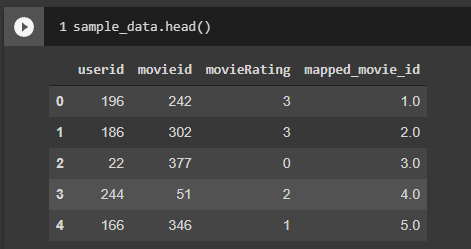 1 sample_data.head()
userid movieid movieRating mapped_movie_id
0 196 242 3 1.0
1 186 302 3 2.0
2 22 377 0 3.0
3 244 51 2 4.0
4 166 346 1 5.0